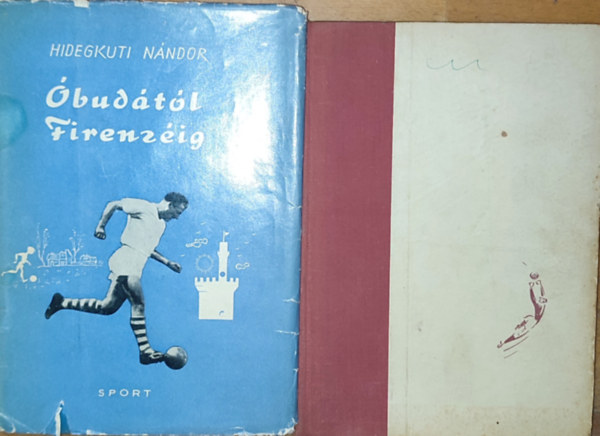 HIDEGKUTI NÁNDOR
Óbudától
Firenzéig
SPORT